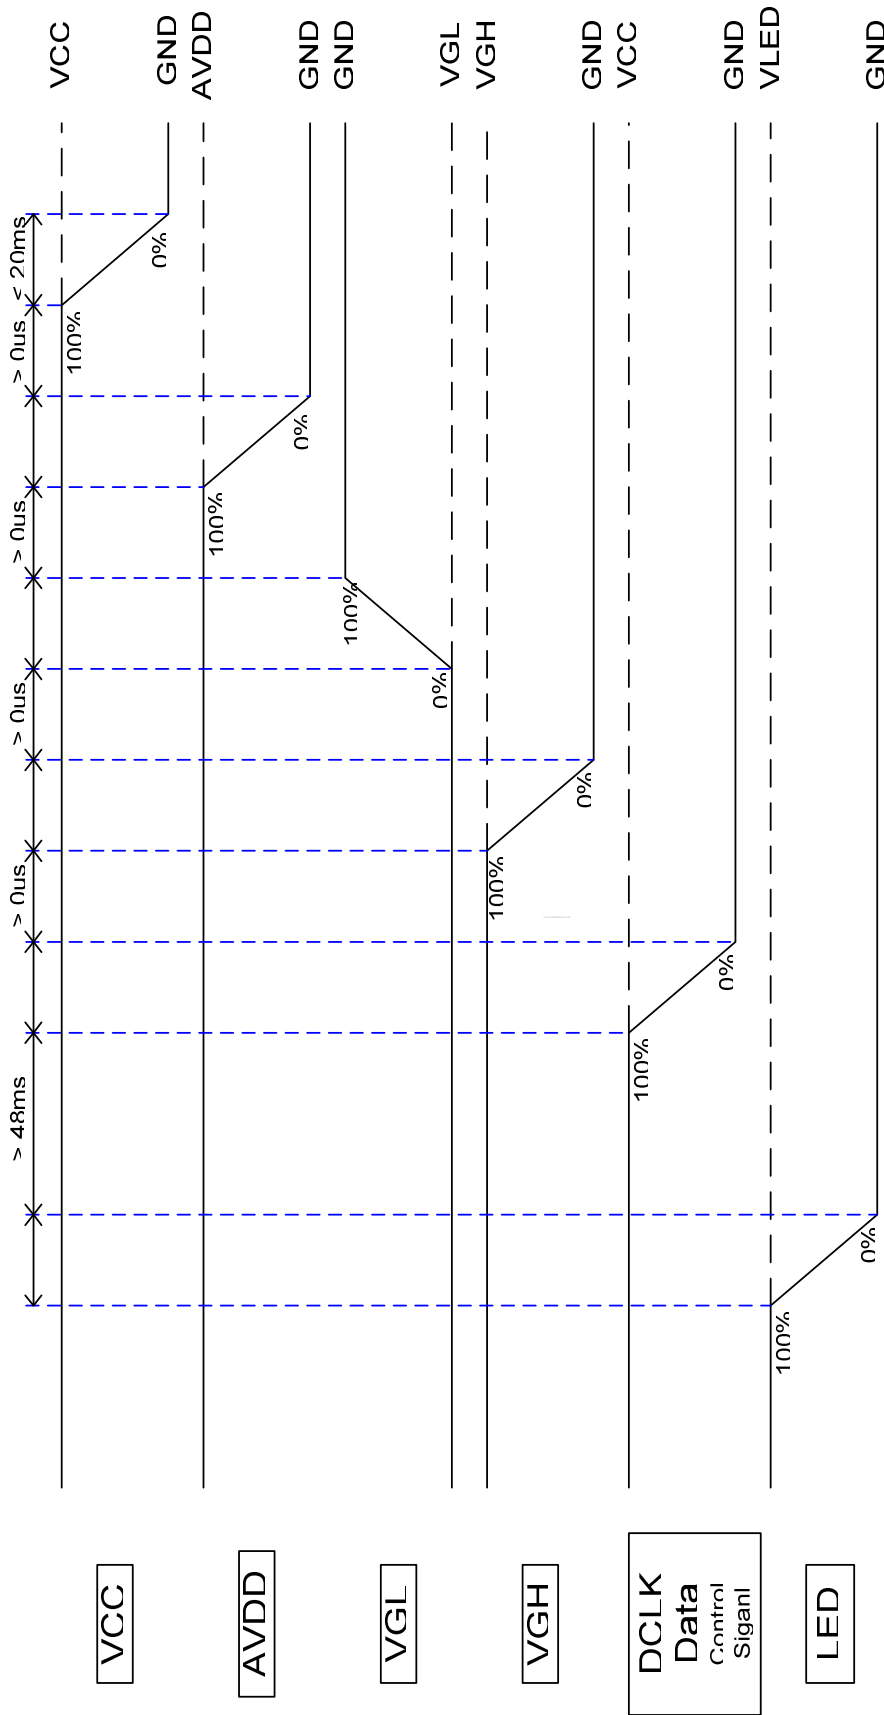 > 48ms
> 0us
> 0us
> 0us
> 0us
< 20ms
VCC
100%
0%
VCC
GND
AVDD
100%
0%
AVDD
GND
VGL
0%
100%
GND
VGL
VGH
100%
0%
VGH
GND
DCLK
Data
Control
Siganl
100%
0%
VCC
GND
LED
100%
0%
VLED
GND